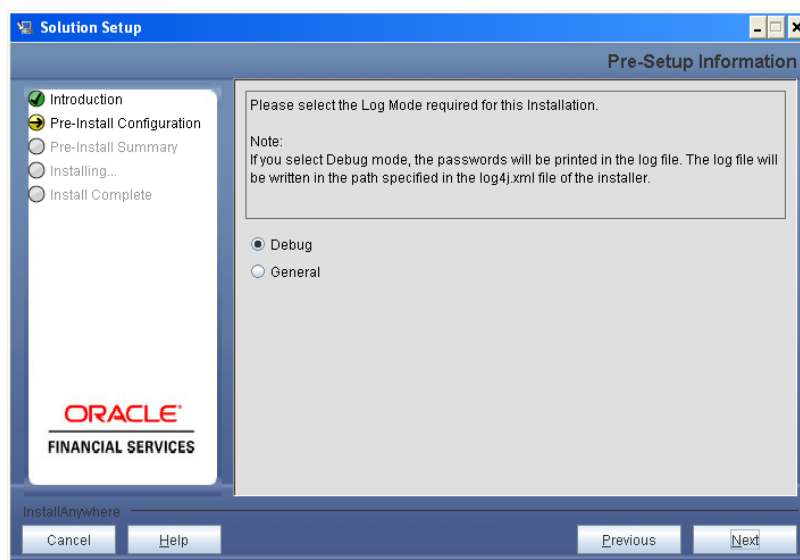 Solution Setup
Pre-Setup Information
Introduction
Pre-Install Configuration
Pre-Install Summary
Installing...
Install Complete
Please select the Log Mode required for this Installation.
Note:
If you select Debug mode, the passwords will be printed in the log file. The log file will
be written in the path specified in the log4j.xml file of the installer.
Debug
General
ORACLE
FINANCIAL SERVICES
InstallAnywhere
Cancel
Help
Previous
Next